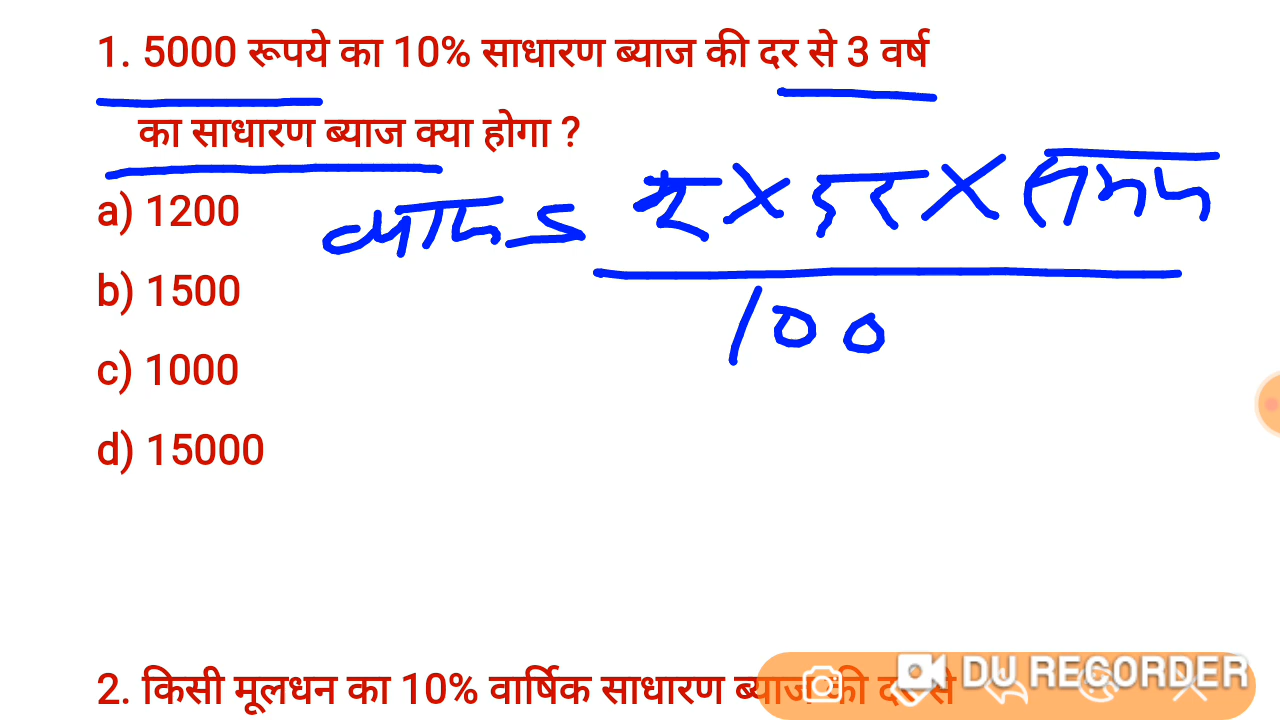 1. 5000 रूपये का 10% साधारण ब्याज की दर से 3 वर्ष
का साधारण ब्याज क्या होगा ?
a) 1200
ब्याज = × दर × समय
100
b) 1500
c) 1000
d) 15000
2. किसी मूलधन का 10% वार्षिक साधारण ब्याज की दर से
DU RECORDER